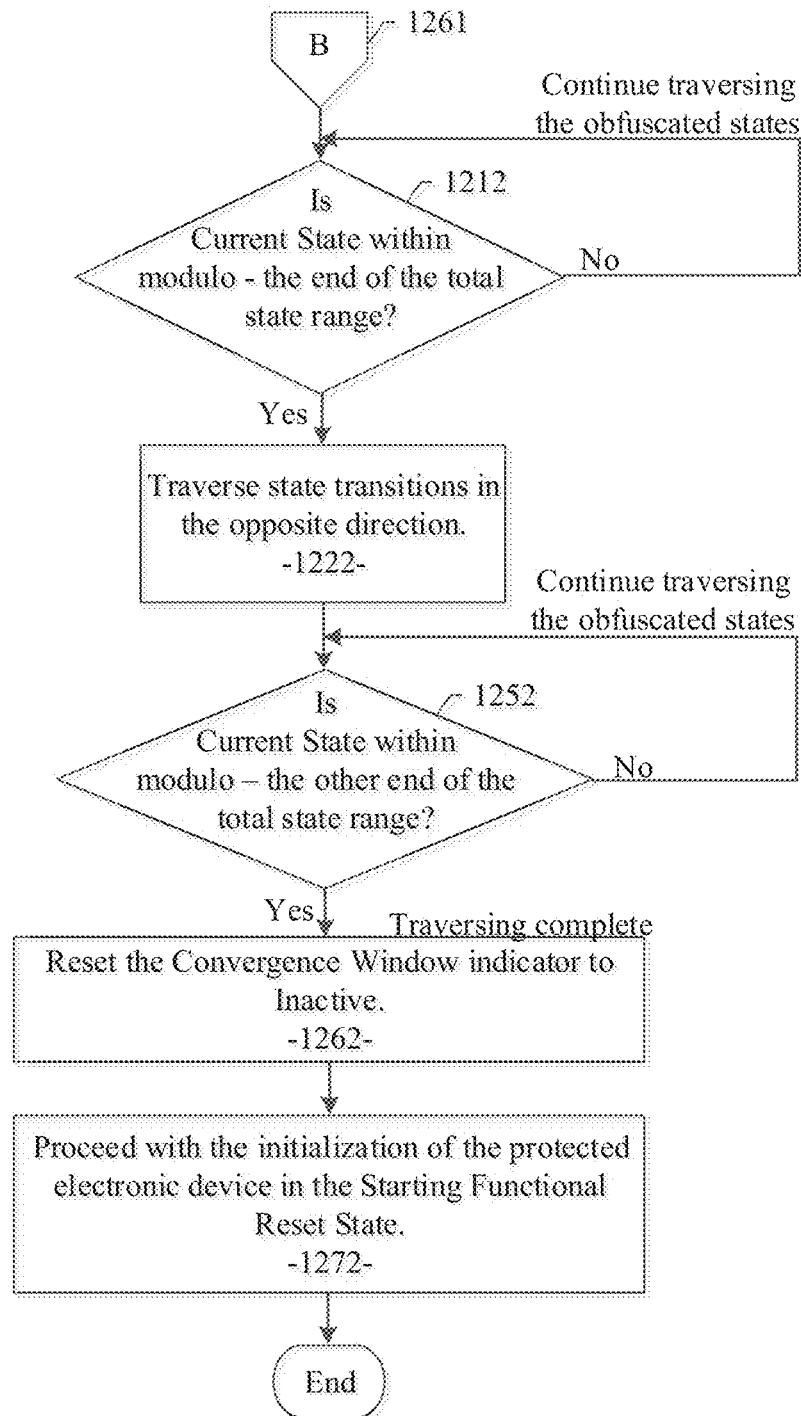 B
1261
Continue traversing
the obfuscated states
1212
Is
Current State within
modulo - the end of the total
state range?
No
Yes
Traverse state transitions in
the opposite direction.
-1222-
Continue traversing
the obfuscated states
1252
Is
Current State within
modulo – the other end of the
total state range?
No
Yes
Traversing complete
Reset the Convergence Window indicator to
Inactive.
-1262-
Proceed with the initialization of the protected
electronic device in the Starting Functional
Reset State.
-1272-
End